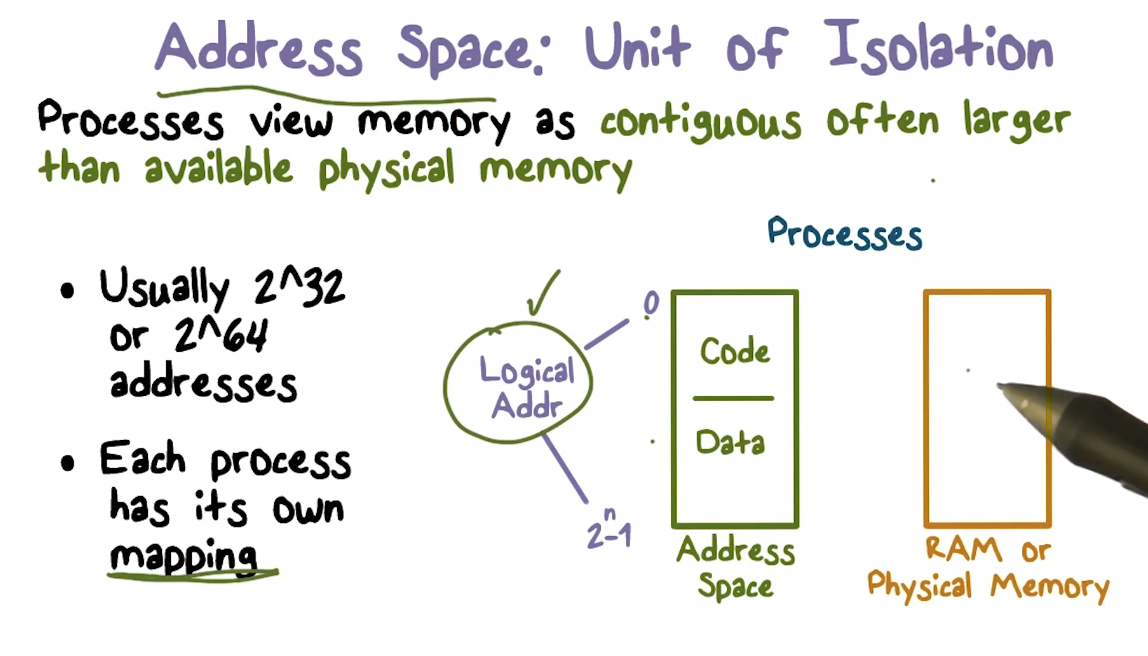 Address Space: Unit of Isolation
Processes view memory as contiguous often larger
than available physical memory
• Usually 2^32
or 2^64
addresses
• Each process
has its own
mapping
Processes
Logical
Addr
0
2^n-1
Code
Data
Address
Space
RAM or
Physical Memory